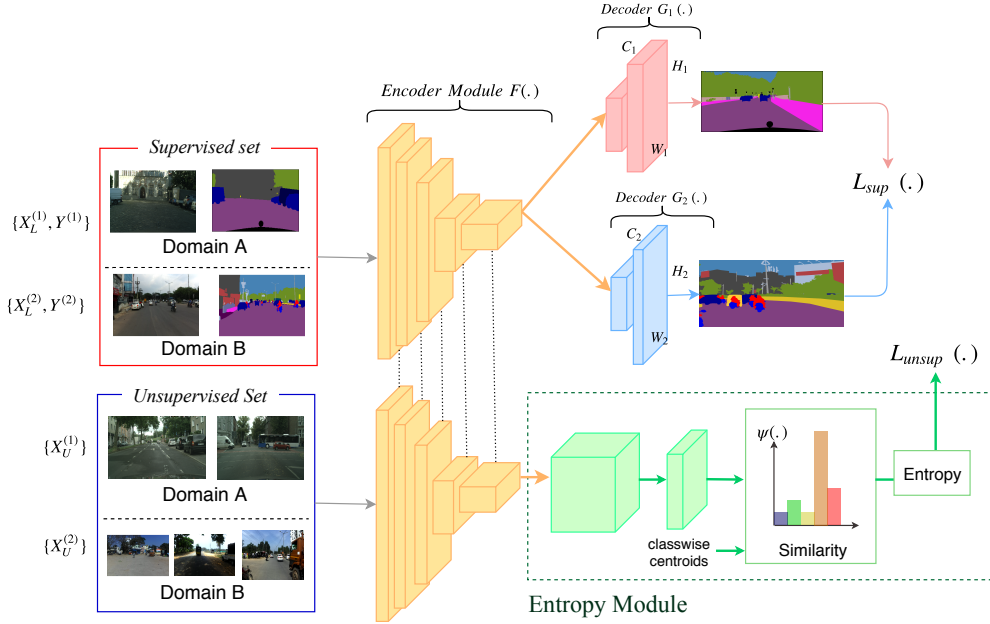 Decoder G₁(.)
C₁
H₁
W₁
Encoder Module F(.)
Supervised set
{X_L^(1), Y^(1)}
Domain A
{X_L^(2), Y^(2)}
Domain B
L_sup (.)
Decoder G₂(.)
C₂
H₂
W₂
Unsupervised Set
{X_U^(1)}
Domain A
{X_U^(2)}
Domain B
L_unsup (.)
ψ(.)
Entropy
classwise
centroids
Similarity
Entropy Module